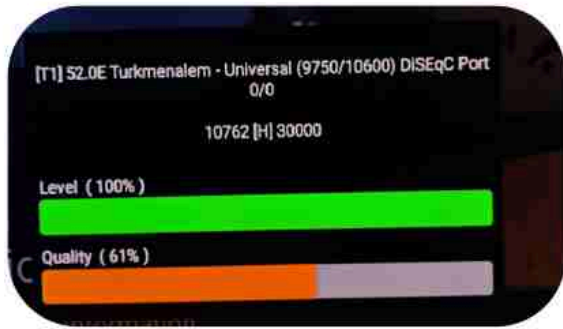 [T1] 52.0E Turkmenalem - Universal (9750/10600) DiSEqC Port
0/0
10762 [H] 30000
Level ( 100% )
Quality ( 61% )